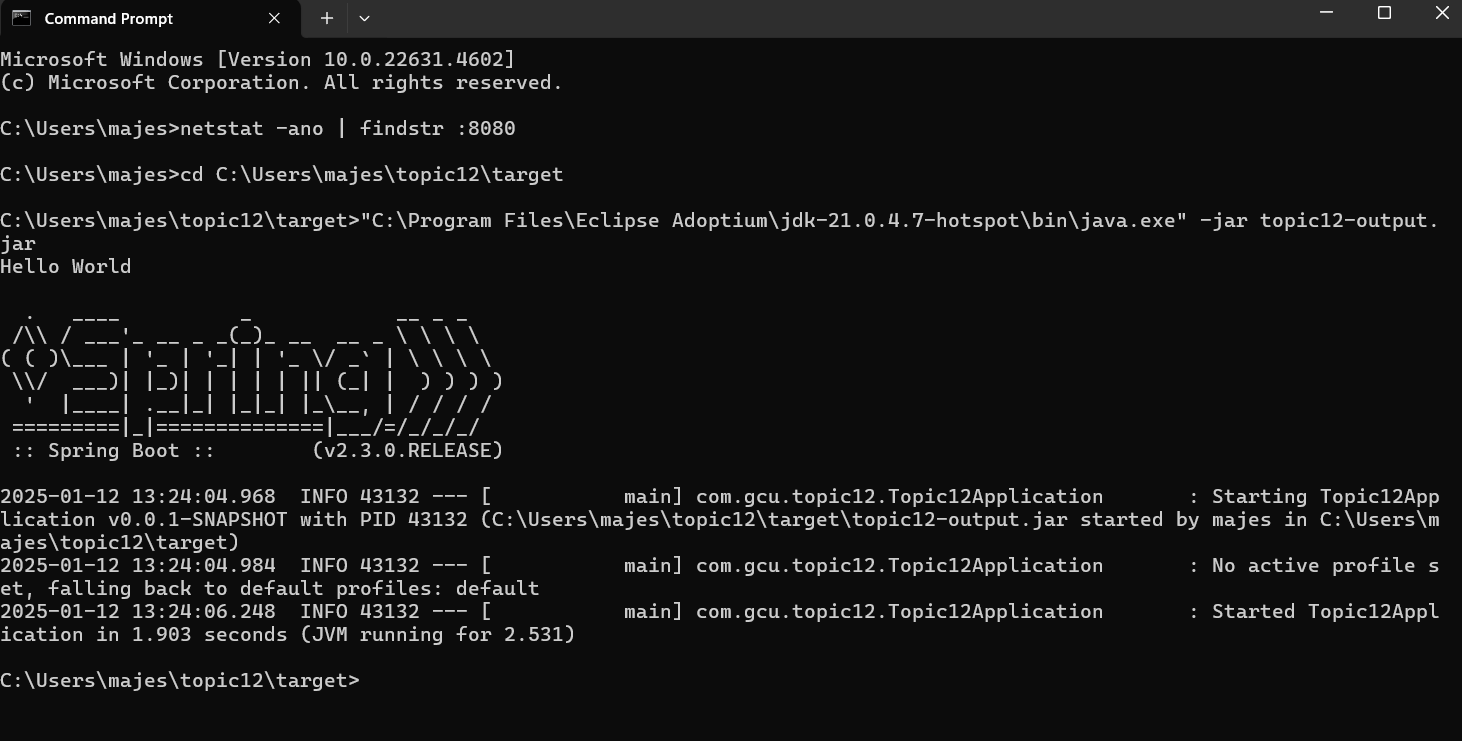 Command Prompt
Microsoft Windows [Version 10.0.22631.4602]
(c) Microsoft Corporation. All rights reserved.
C:\Users\majes>netstat -ano | findstr :8080
C:\Users\majes>cd C:\Users\majes\topic12\target
C:\Users\majes\topic12\target>"C:\Program Files\Eclipse Adoptium\jdk-21.0.4.7-hotspot\bin\java.exe" -jar topic12-output.
jar
Hello World
  .   ____          _            __ _ _
 /\\ / ___'_ __ _ _(_)_ __  __ _ \ \ \ \
( ( )\___ | '_ | '_| | '_ \/ _` | \ \ \ \
 \\/  ___)| |_)| | | | | || (_| |  ) ) ) )
  '  |____| .__|_| |_|_| |_\__, | / / / /
 =========|_|==============|___/=/_/_/_/
 :: Spring Boot ::        (v2.3.0.RELEASE)
2025-01-12 13:24:04.968  INFO 43132 --- [           main] com.gcu.topic12.Topic12Application       : Starting Topic12App
lication v0.0.1-SNAPSHOT with PID 43132 (C:\Users\majes\topic12\target\topic12-output.jar started by majes in C:\Users\m
ajes\topic12\target)
2025-01-12 13:24:04.984  INFO 43132 --- [           main] com.gcu.topic12.Topic12Application       : No active profile s
et, falling back to default profiles: default
2025-01-12 13:24:06.248  INFO 43132 --- [           main] com.gcu.topic12.Topic12Application       : Started Topic12Appl
ication in 1.903 seconds (JVM running for 2.531)
C:\Users\majes\topic12\target>